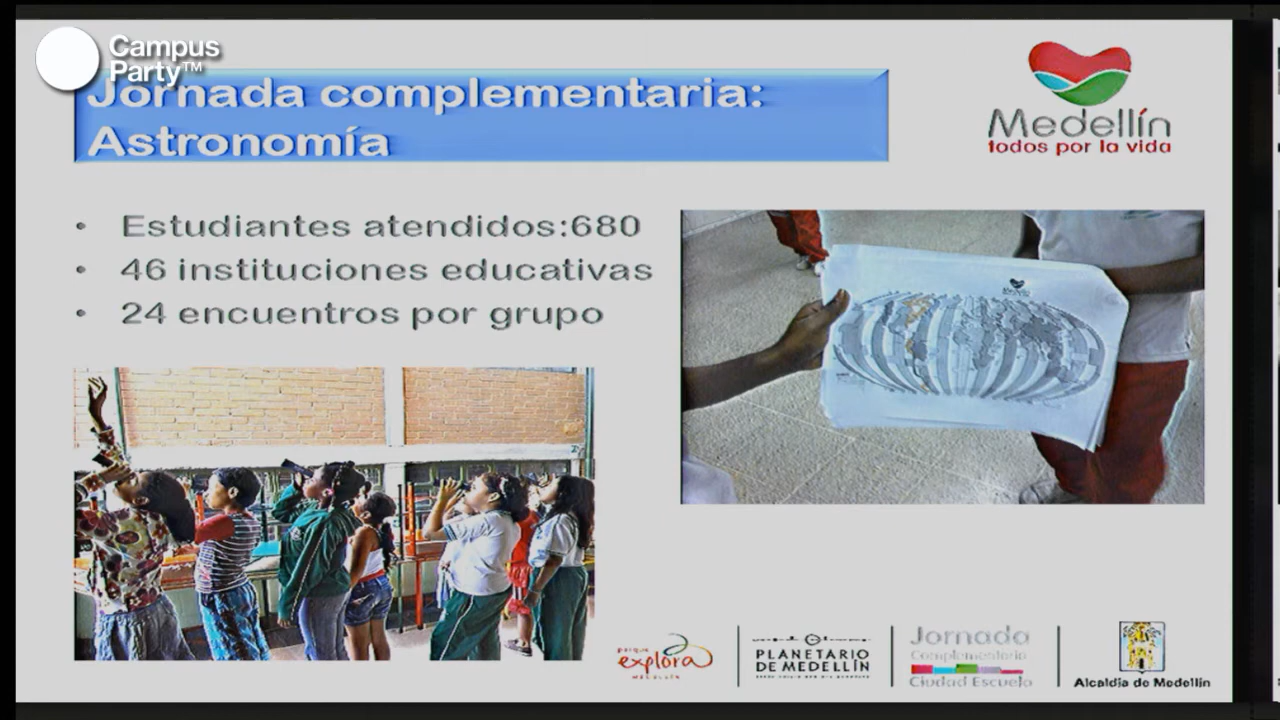 Campus
Party™
Jornada complementaria:
Astronomía
Medellín
todos por la vida
• Estudiantes atendidos:680
• 46 instituciones educativas
• 24 encuentros por grupo
parque
explora
MEDELLÍN
PLANETARIO
DE MEDELLÍN
Jornada
Complementaria
Ciudad Escuela
Alcaldía de Medellín